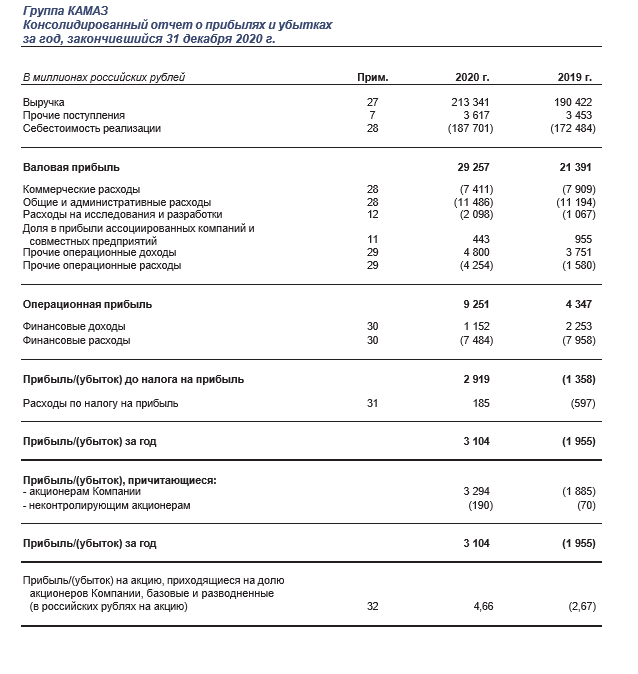 Группа КАМАЗ
Консолидированный отчет о прибылях и убытках
за год, закончившийся 31 декабря 2020 г.
В миллионах российских рублей Прим. 2020 г. 2019 г.
Выручка 27 213 341 190 422
Прочие поступления 7 3 617 3 453
Себестоимость реализации 28 (187 701) (172 484)
Валовая прибыль 29 257 21 391
Коммерческие расходы 28 (7 411) (7 909)
Общие и административные расходы 28 (11 486) (11 194)
Расходы на исследования и разработки 12 (2 098) (1 067)
Доля в прибыли ассоциированных компаний и
совместных предприятий 11 443 955
Прочие операционные доходы 29 4 800 3 751
Прочие операционные расходы 29 (4 254) (1 580)
Операционная прибыль 9 251 4 347
Финансовые доходы 30 1 152 2 253
Финансовые расходы 30 (7 484) (7 958)
Прибыль/(убыток) до налога на прибыль 2 919 (1 358)
Расходы по налогу на прибыль 31 185 (597)
Прибыль/(убыток) за год 3 104 (1 955)
Прибыль/(убыток), причитающиеся:
- акционерам Компании 3 294 (1 885)
- неконтролирующим акционерам (190) (70)
Прибыль/(убыток) за год 3 104 (1 955)
Прибыль/(убыток) на акцию, приходящиеся на долю
акционеров Компании, базовые и разводненные
(в российских рублях на акцию) 32 4,66 (2,67)